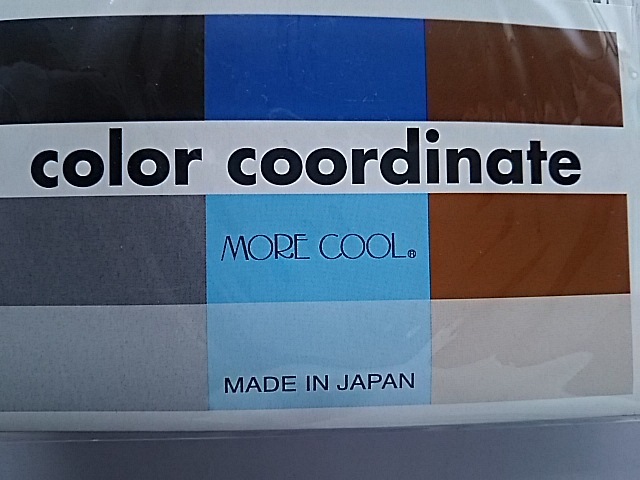 color coordinate
MORE COOL®
MADE IN JAPAN